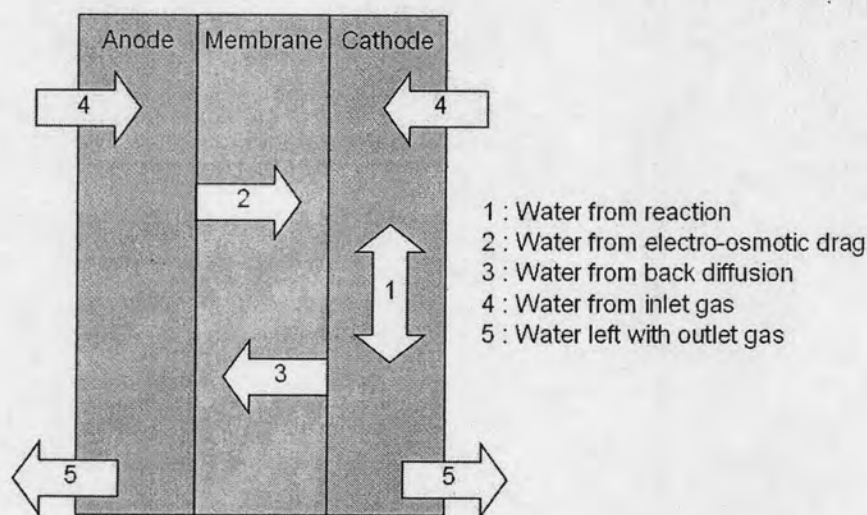 Anode Membrane Cathode
4 4
2
1
3
5 5
1 : Water from reaction
2 : Water from electro-osmotic drag
3 : Water from back diffusion
4 : Water from inlet gas
5 : Water left with outlet gas